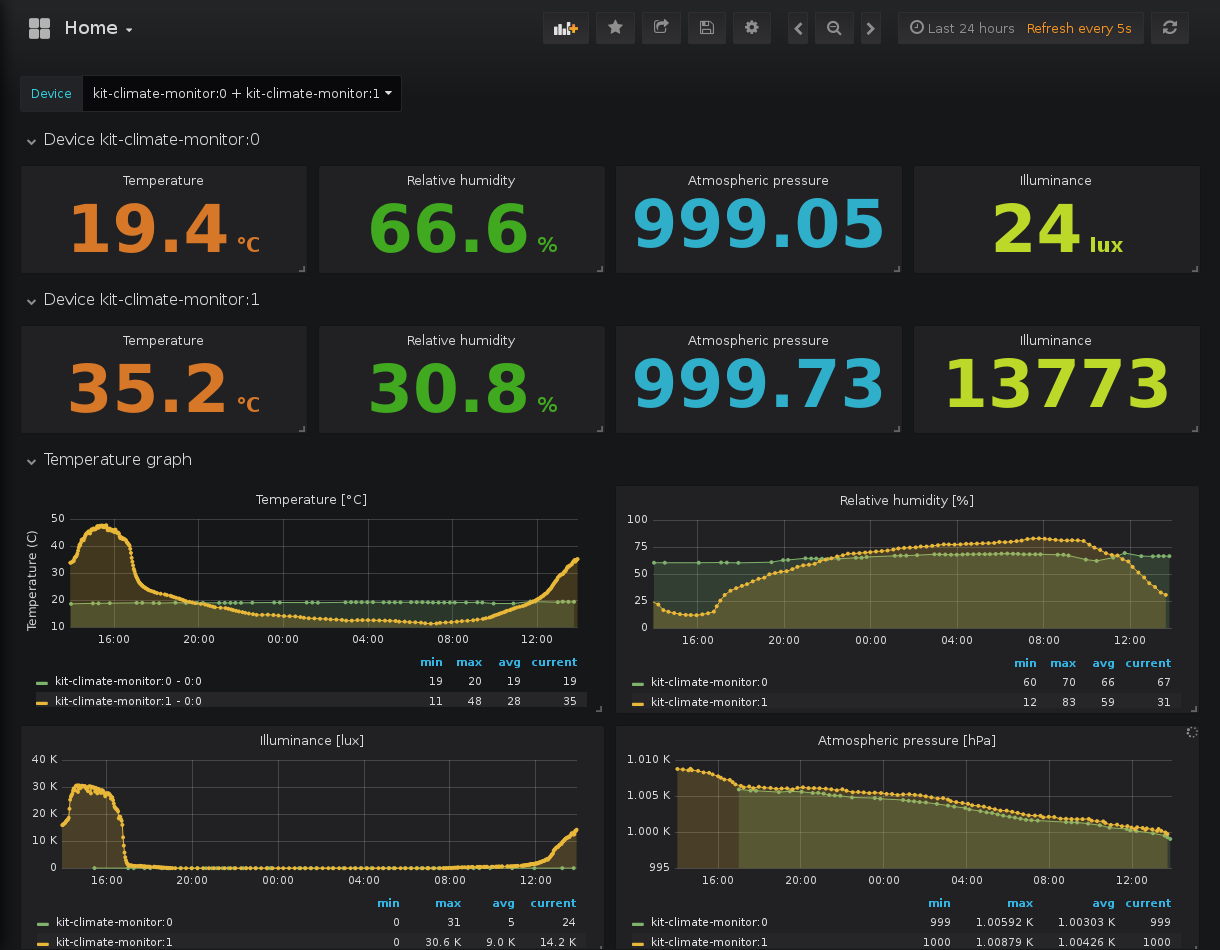 Home
Last 24 hours Refresh every 5s
Device kit-climate-monitor:0 + kit-climate-monitor:1
Device kit-climate-monitor:0
Temperature Relative humidity Atmospheric pressure Illuminance
19.4 °C 66.6 % 999.05 24 lux
Device kit-climate-monitor:1
Temperature Relative humidity Atmospheric pressure Illuminance
35.2 °C 30.8 % 999.73 13773
Temperature graph
Temperature [°C]
Temperature (C)
50
40
30
20
10
16:00 20:00 00:00 04:00 08:00 12:00
min max avg current
kit-climate-monitor:0 - 0:0 19 20 19 19
kit-climate-monitor:1 - 0:0 11 48 28 35
Relative humidity [%]
100
75
50
25
0
16:00 20:00 00:00 04:00 08:00 12:00
min max avg current
kit-climate-monitor:0 60 70 66 67
kit-climate-monitor:1 12 83 59 31
Illuminance [lux]
40 K
30 K
20 K
10 K
0
16:00 20:00 00:00 04:00 08:00 12:00
min max avg current
kit-climate-monitor:0 0 31 5 24
kit-climate-monitor:1 0 30.6 K 9.0 K 14.2 K
Atmospheric pressure [hPa]
1.010 K
1.005 K
1.000 K
995
16:00 20:00 00:00 04:00 08:00 12:00
min max avg current
kit-climate-monitor:0 999 1.00592 K 1.00303 K 999
kit-climate-monitor:1 1000 1.00879 K 1.00426 K 1000